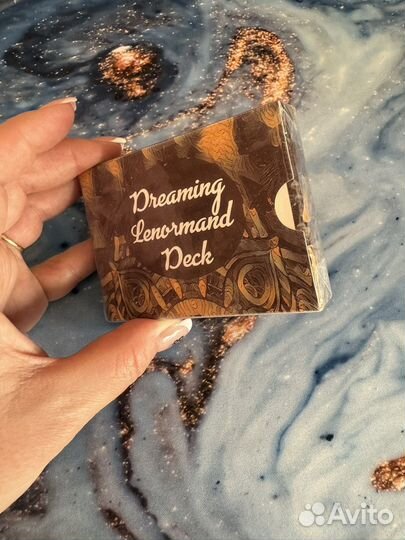 Dreaming
Lenormand
Deck
Avito